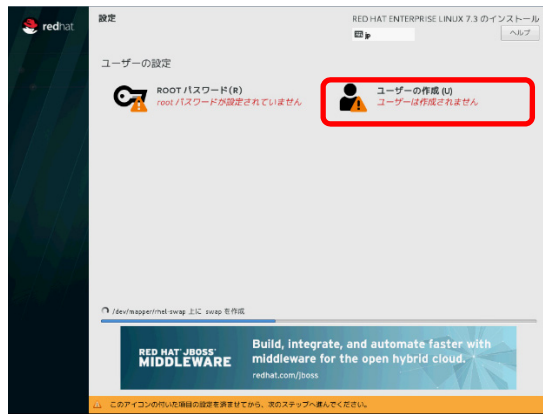 redhat
設定
RED HAT ENTERPRISE LINUX 7.3 のインストール
jp
ヘルプ
ユーザーの設定
ROOT パスワード(R)
root パスワードが設定されていません
ユーザーの作成 (U)
ユーザーは作成されません
/dev/mapper/rhel-swap 上に swap を作成
RED HAT' JBOSS'
MIDDLEWARE
Build, integrate, and automate faster with
middleware for the open hybrid cloud.
redhat.com/jboss
このアイコンの付いた項目の設定を済ませてから、次のステップへ進んでください。